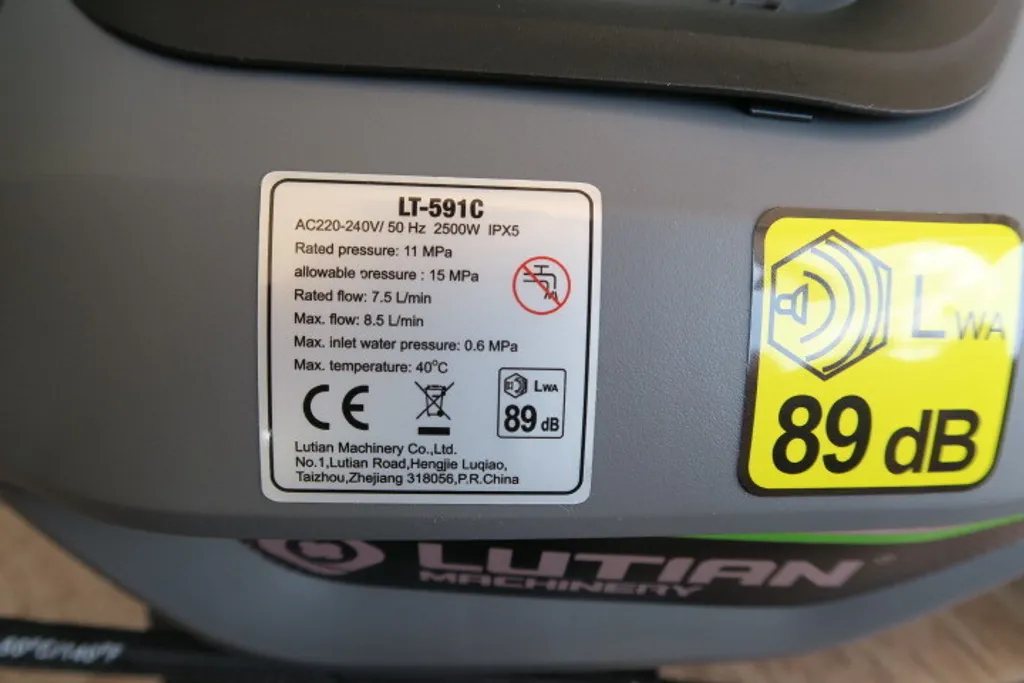 LT-591C
AC220-240V/ 50 Hz 2500W IPX5
Rated pressure: 11 MPa
allowable pressure : 15 MPa
Rated flow: 7.5 L/min
Max. flow: 8.5 L/min
Max. inlet water pressure: 0.6 MPa
Max. temperature: 40°C
CE
LWA
89 dB
Lutian Machinery Co.,Ltd.
No.1,Lutian Road,Hengjie Luqiao,
Taizhou,Zhejiang 318056,P.R.China
LWA
89 dB
LUTIAN
MACHINERY
60°C/140°F